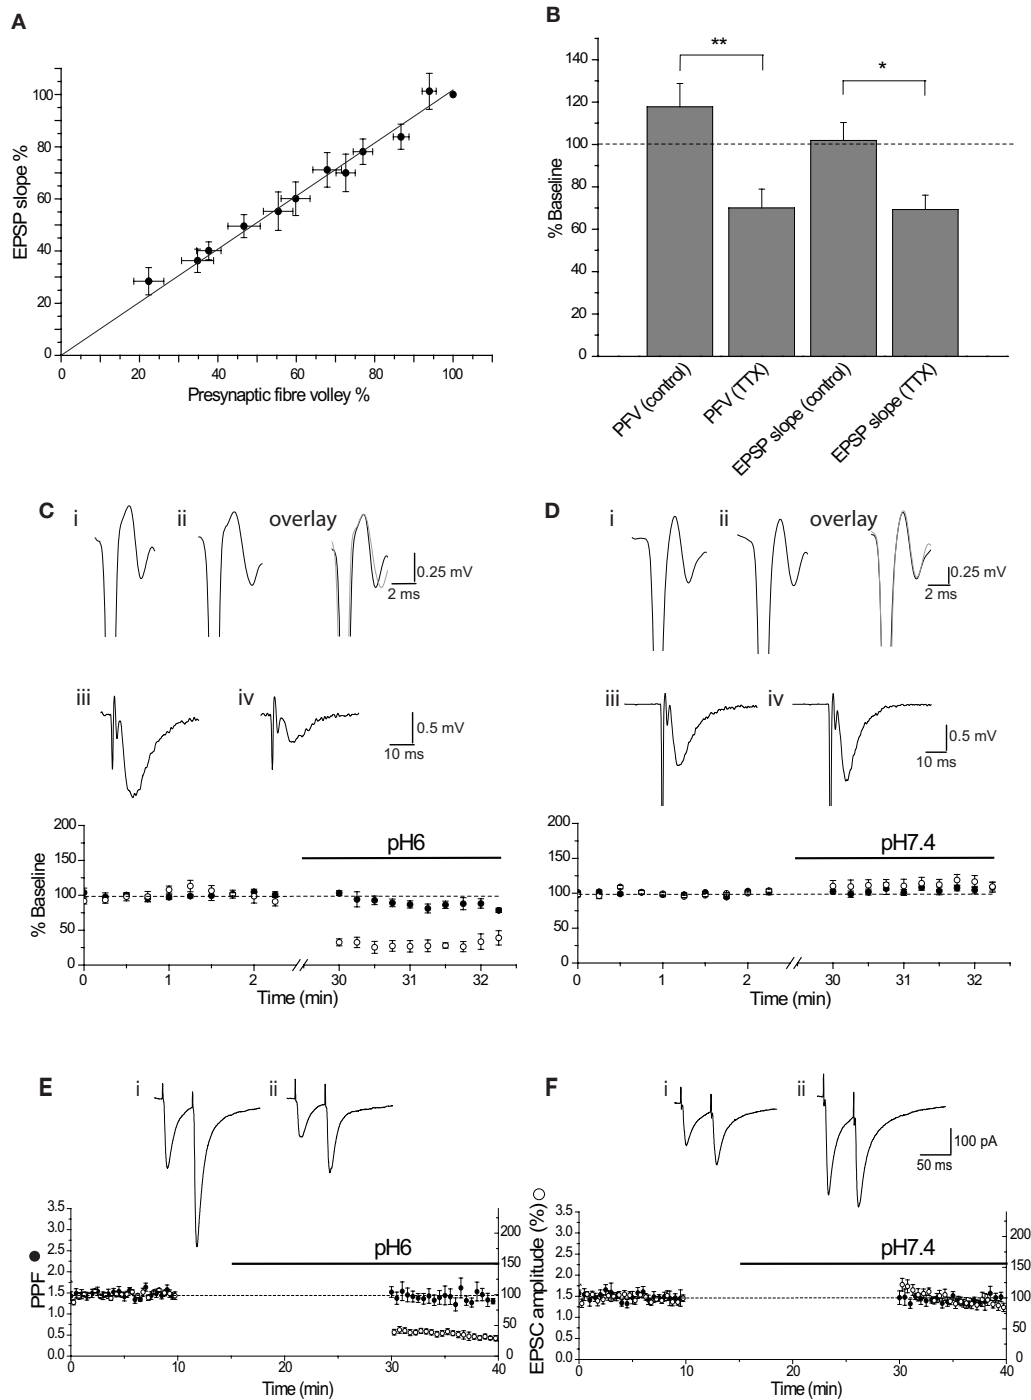 A
EPSP slope %
100
80
60
40
20
0
0 20 40 60 80 100
Presynaptic fibre volley %
B
% Baseline
140
120
100
80
60
40
20
0
**
*
PFV (control)
PFV (TTX)
EPSP slope (control)
EPSP slope (TTX)
C
i ii overlay
0.25 mV
2 ms
iii iv
0.5 mV
10 ms
% Baseline
200
150
100
50
0
pH6
0 1 2 30 31 32
Time (min)
D
i ii overlay
0.25 mV
2 ms
iii iv
0.5 mV
10 ms
200
150
100
50
0
pH7.4
0 1 2 30 31 32
Time (min)
E
i ii
PPF
3.5
3.0
2.5
2.0
1.5
1.0
0.5
0.0
pH6
200
150
100
50
0
0 10 20 30 40
Time (min)
F
i ii
100 pA
50 ms
EPSC amplitude (%)
3.5
3.0
2.5
2.0
1.5
1.0
0.5
0.0
pH7.4
200
150
100
50
0
0 10 20 30 40
Time (min)